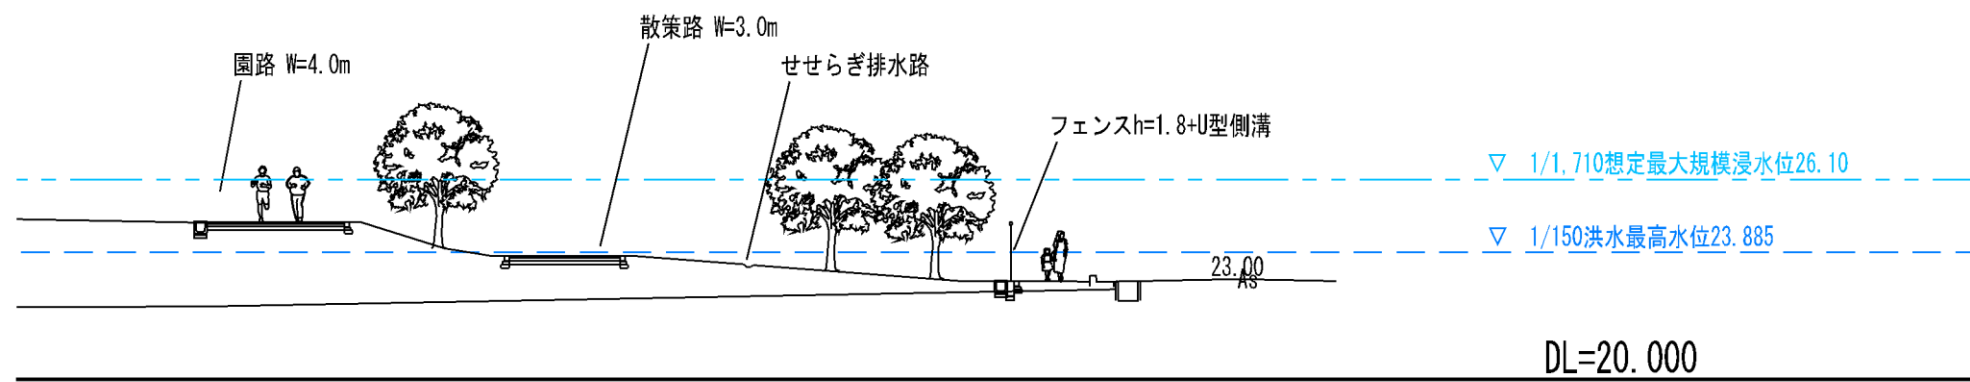 散策路 W=3.0m
園路 W=4.0m
せせらぎ排水路
フェンスh=1.8+U型側溝
▽ 1/1,710想定最大規模浸水位26.10
▽ 1/150洪水最高水位23.885
23.00
As
DL=20.000